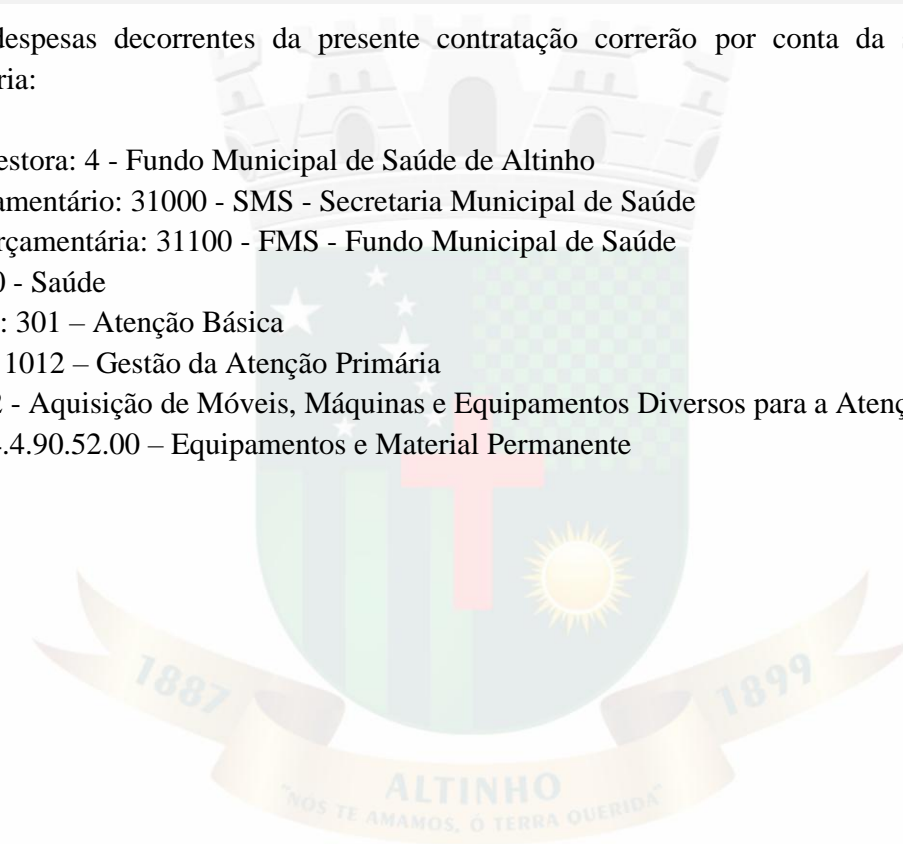 despesas decorrentes da presente contratação correrão por conta da
ria:
estora: 4 - Fundo Municipal de Saúde de Altinho
amentário: 31000 - SMS - Secretaria Municipal de Saúde
rçamentária: 31100 - FMS - Fundo Municipal de Saúde
0 - Saúde
: 301 – Atenção Básica
1012 – Gestão da Atenção Primária
2 - Aquisição de Móveis, Máquinas e Equipamentos Diversos para a Atenç
.4.90.52.00 – Equipamentos e Material Permanente
1887
1899
ALTINHO
"NÓS TE AMAMOS, Ó TERRA QUERIDA"